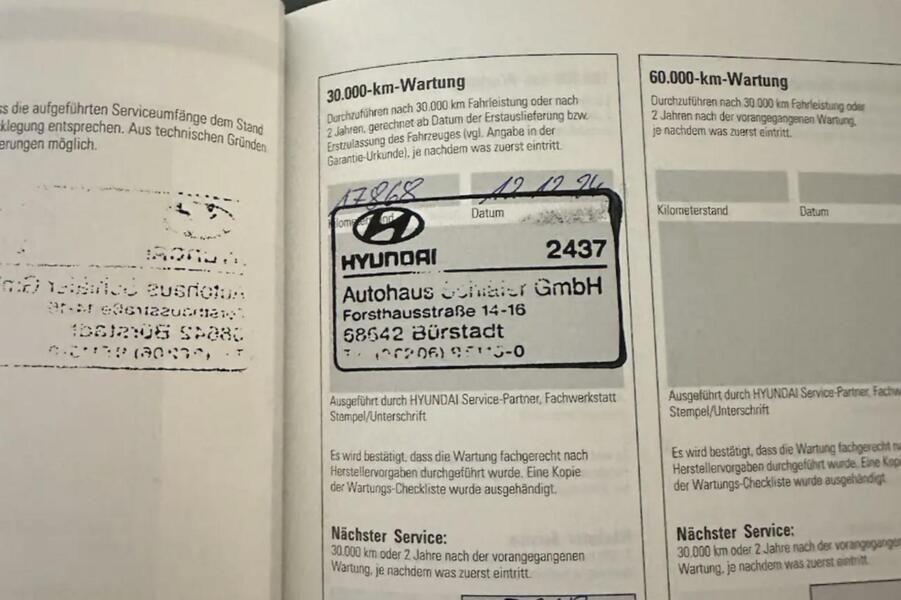 ss die aufgeführten Serviceumfänge dem Stand
klegung entsprechen. Aus technischen Gründen
erungen möglich.
30.000-km-Wartung
Durchzuführen nach 30.000 km Fahrleistung oder nach
2 Jahren, gerechnet ab Datum der Erstauslieferung bzw.
Erstzulassung des Fahrzeuges (vgl. Angabe in der
Garantie-Urkunde), je nachdem was zuerst eintritt.
17868
12.12.24
Kilometerstand
Datum
HYUNDAI
2437
Autohaus GmbH
Forsthausstraße 14-16
68642 Bürstadt
Ausgeführt durch HYUNDAI Service-Partner, Fachwerkstatt
Stempel/Unterschrift
Es wird bestätigt, dass die Wartung fachgerecht nach
Herstellervorgaben durchgeführt wurde. Eine Kopie
der Wartungs-Checkliste wurde ausgehändigt.
Nächster Service:
30.000 km oder 2 Jahre nach der vorangegangenen
Wartung, je nachdem was zuerst eintritt.
60.000-km-Wartung
Durchzuführen nach 30.000 km Fahrleistung oder
2 Jahren nach der vorangegangenen Wartung,
je nachdem was zuerst eintritt.
Kilometerstand
Datum
Ausgeführt durch HYUNDAI Service-Partner, Fachw
Stempel/Unterschrift
Es wird bestätigt, dass die Wartung fachgerecht n
Herstellervorgaben durchgeführt wurde. Eine Kop
der Wartungs-Checkliste wurde ausgehändigt.
Nächster Service:
30.000 km oder 2 Jahre nach der vorangegangen
Wartung, je nachdem was zuerst eintritt.